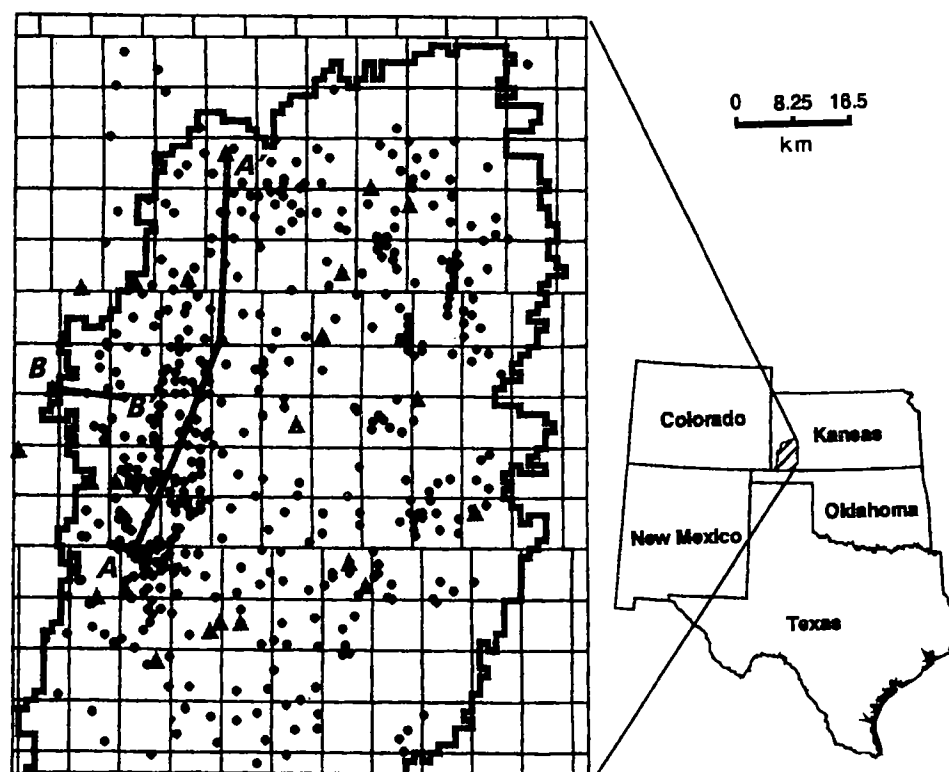 A'
B
B'
A
0 8.25 16.5
km
Colorado
Kansas
New Mexico
Oklahoma
Texas